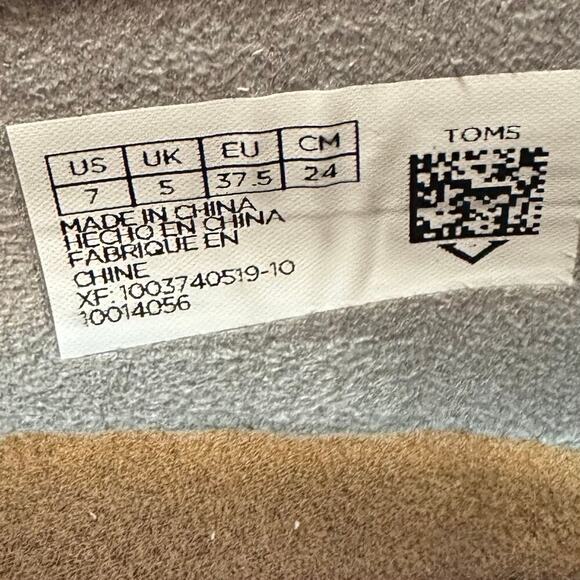 US UK EU CM
7 5 37.5 24
MADE IN CHINA
HECHO EN CHINA
FABRIQUE EN
CHINE
XF: 1003740519-10
10014056
TOMS